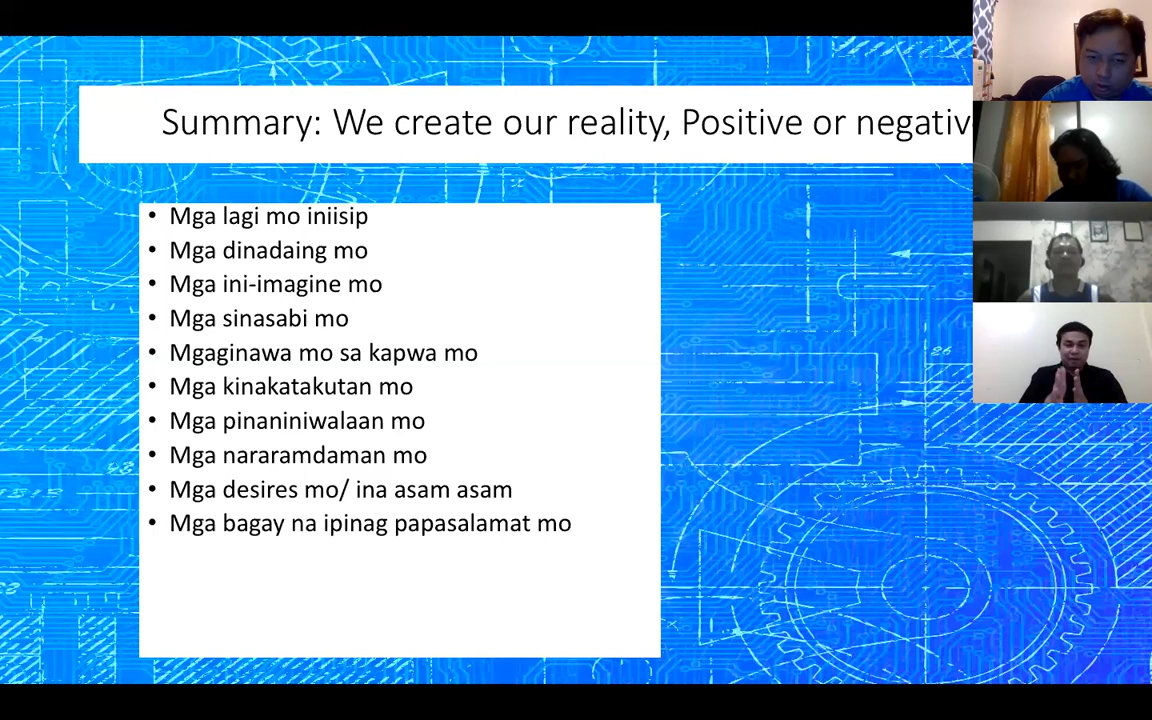 Summary: We create our reality, Positive or negativ
• Mga lagi mo iniisip
• Mga dinadaing mo
• Mga ini-imagine mo
• Mga sinasabi mo
• Mgaginawa mo sa kapwa mo
• Mga kinakatakutan mo
• Mga pinaniniwalaan mo
• Mga nararamdaman mo
• Mga desires mo/ ina asam asam
• Mga bagay na ipinag papasalamat mo
26